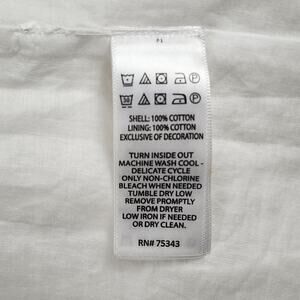 SHELL: 100% COTTON
LINING: 100% COTTON
EXCLUSIVE OF DECORATION
TURN INSIDE OUT
MACHINE WASH COOL -
DELICATE CYCLE
ONLY NON-CHLORINE
BLEACH WHEN NEEDED
TUMBLE DRY LOW
REMOVE PROMPTLY
FROM DRYER
LOW IRON IF NEEDED
OR DRY CLEAN.
RN# 75343